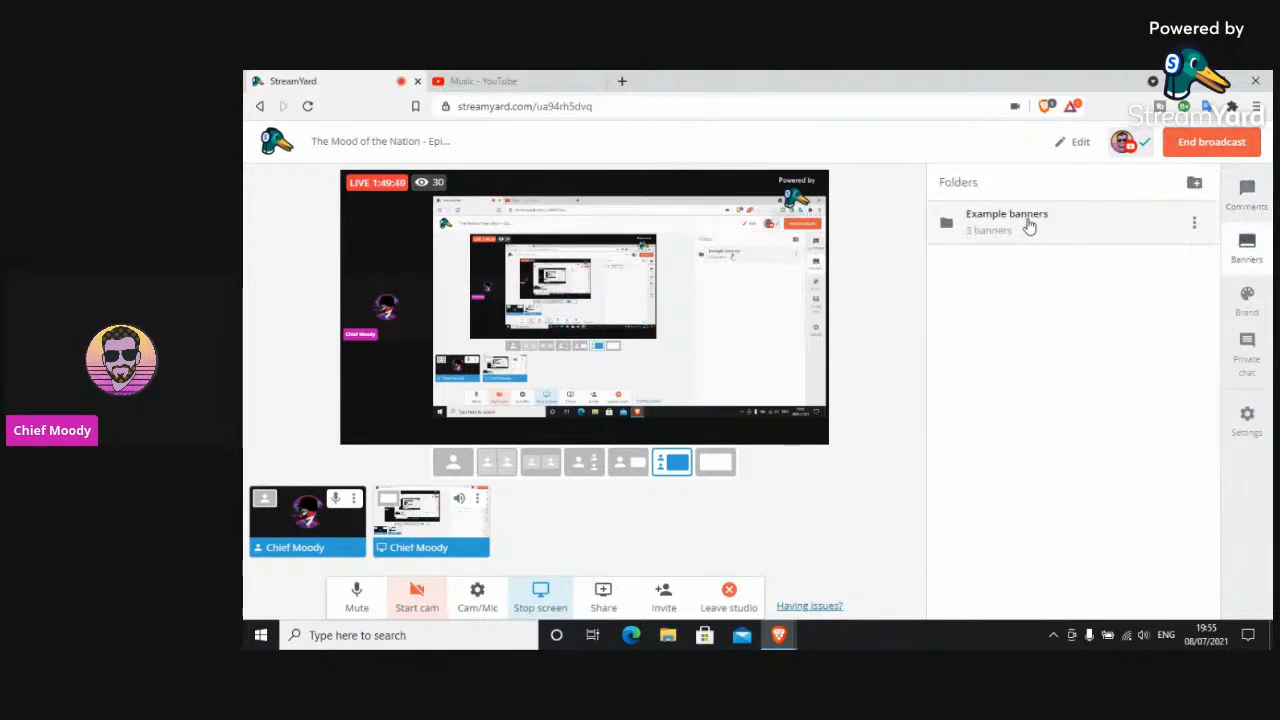 Powered by
StreamYard
StreamYard
Music - YouTube
streamyard.com/ua94rh5dvq
The Mood of the Nation - Epi...
Edit
End broadcast
LIVE 1:49:40
30
Powered by
Chief Moody
Folders
Example banners
3 banners
Comments
Banners
Brand
Private
chat
Settings
Chief Moody
Chief Moody
Chief Moody
Mute
Start cam
Cam/Mic
Stop screen
Share
Invite
Leave studio
Having issues?
Type here to search
ENG
19:55
08/07/2021